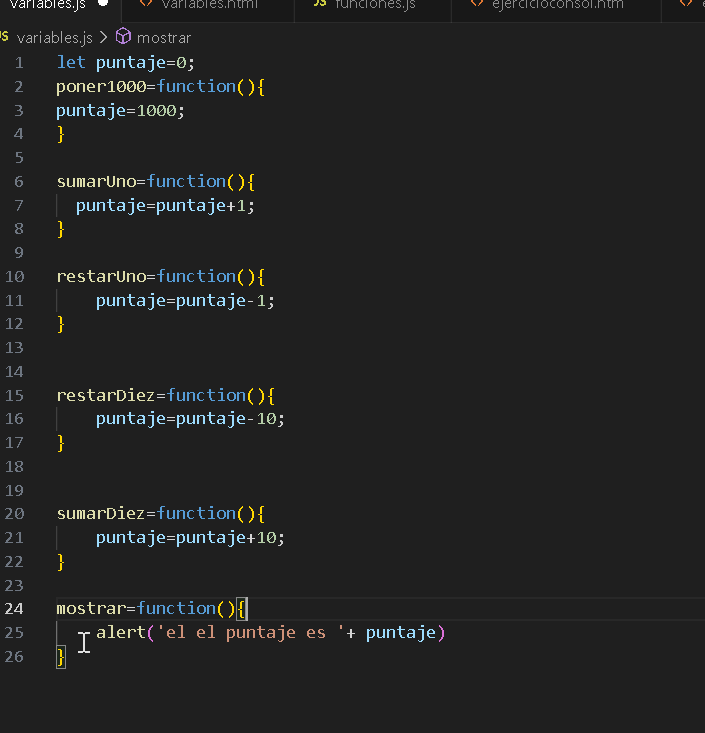 variables.js variables.html JS funciones.js ejercicioconsol.htm
JS variables.js > mostrar
1 let puntaje=0;
2 poner1000=function(){
3 puntaje=1000;
4 }
5
6 sumarUno=function(){
7 puntaje=puntaje+1;
8 }
9
10 restarUno=function(){
11 puntaje=puntaje-1;
12 }
13
14
15 restarDiez=function(){
16 puntaje=puntaje-10;
17 }
18
19
20 sumarDiez=function(){
21 puntaje=puntaje+10;
22 }
23
24 mostrar=function(){
25 alert('el el puntaje es '+ puntaje)
26 }